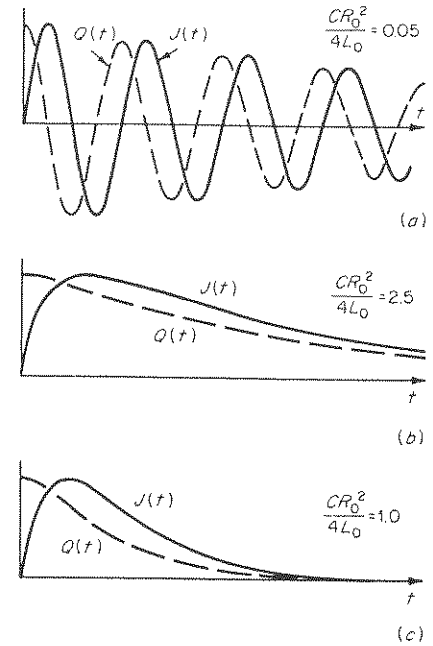 Q(t)
J(t)
CR₀²/4L₀ = 0.05
t
(a)
J(t)
Q(t)
CR₀²/4L₀ = 2.5
t
(b)
J(t)
Q(t)
CR₀²/4L₀ = 1.0
t
(c)